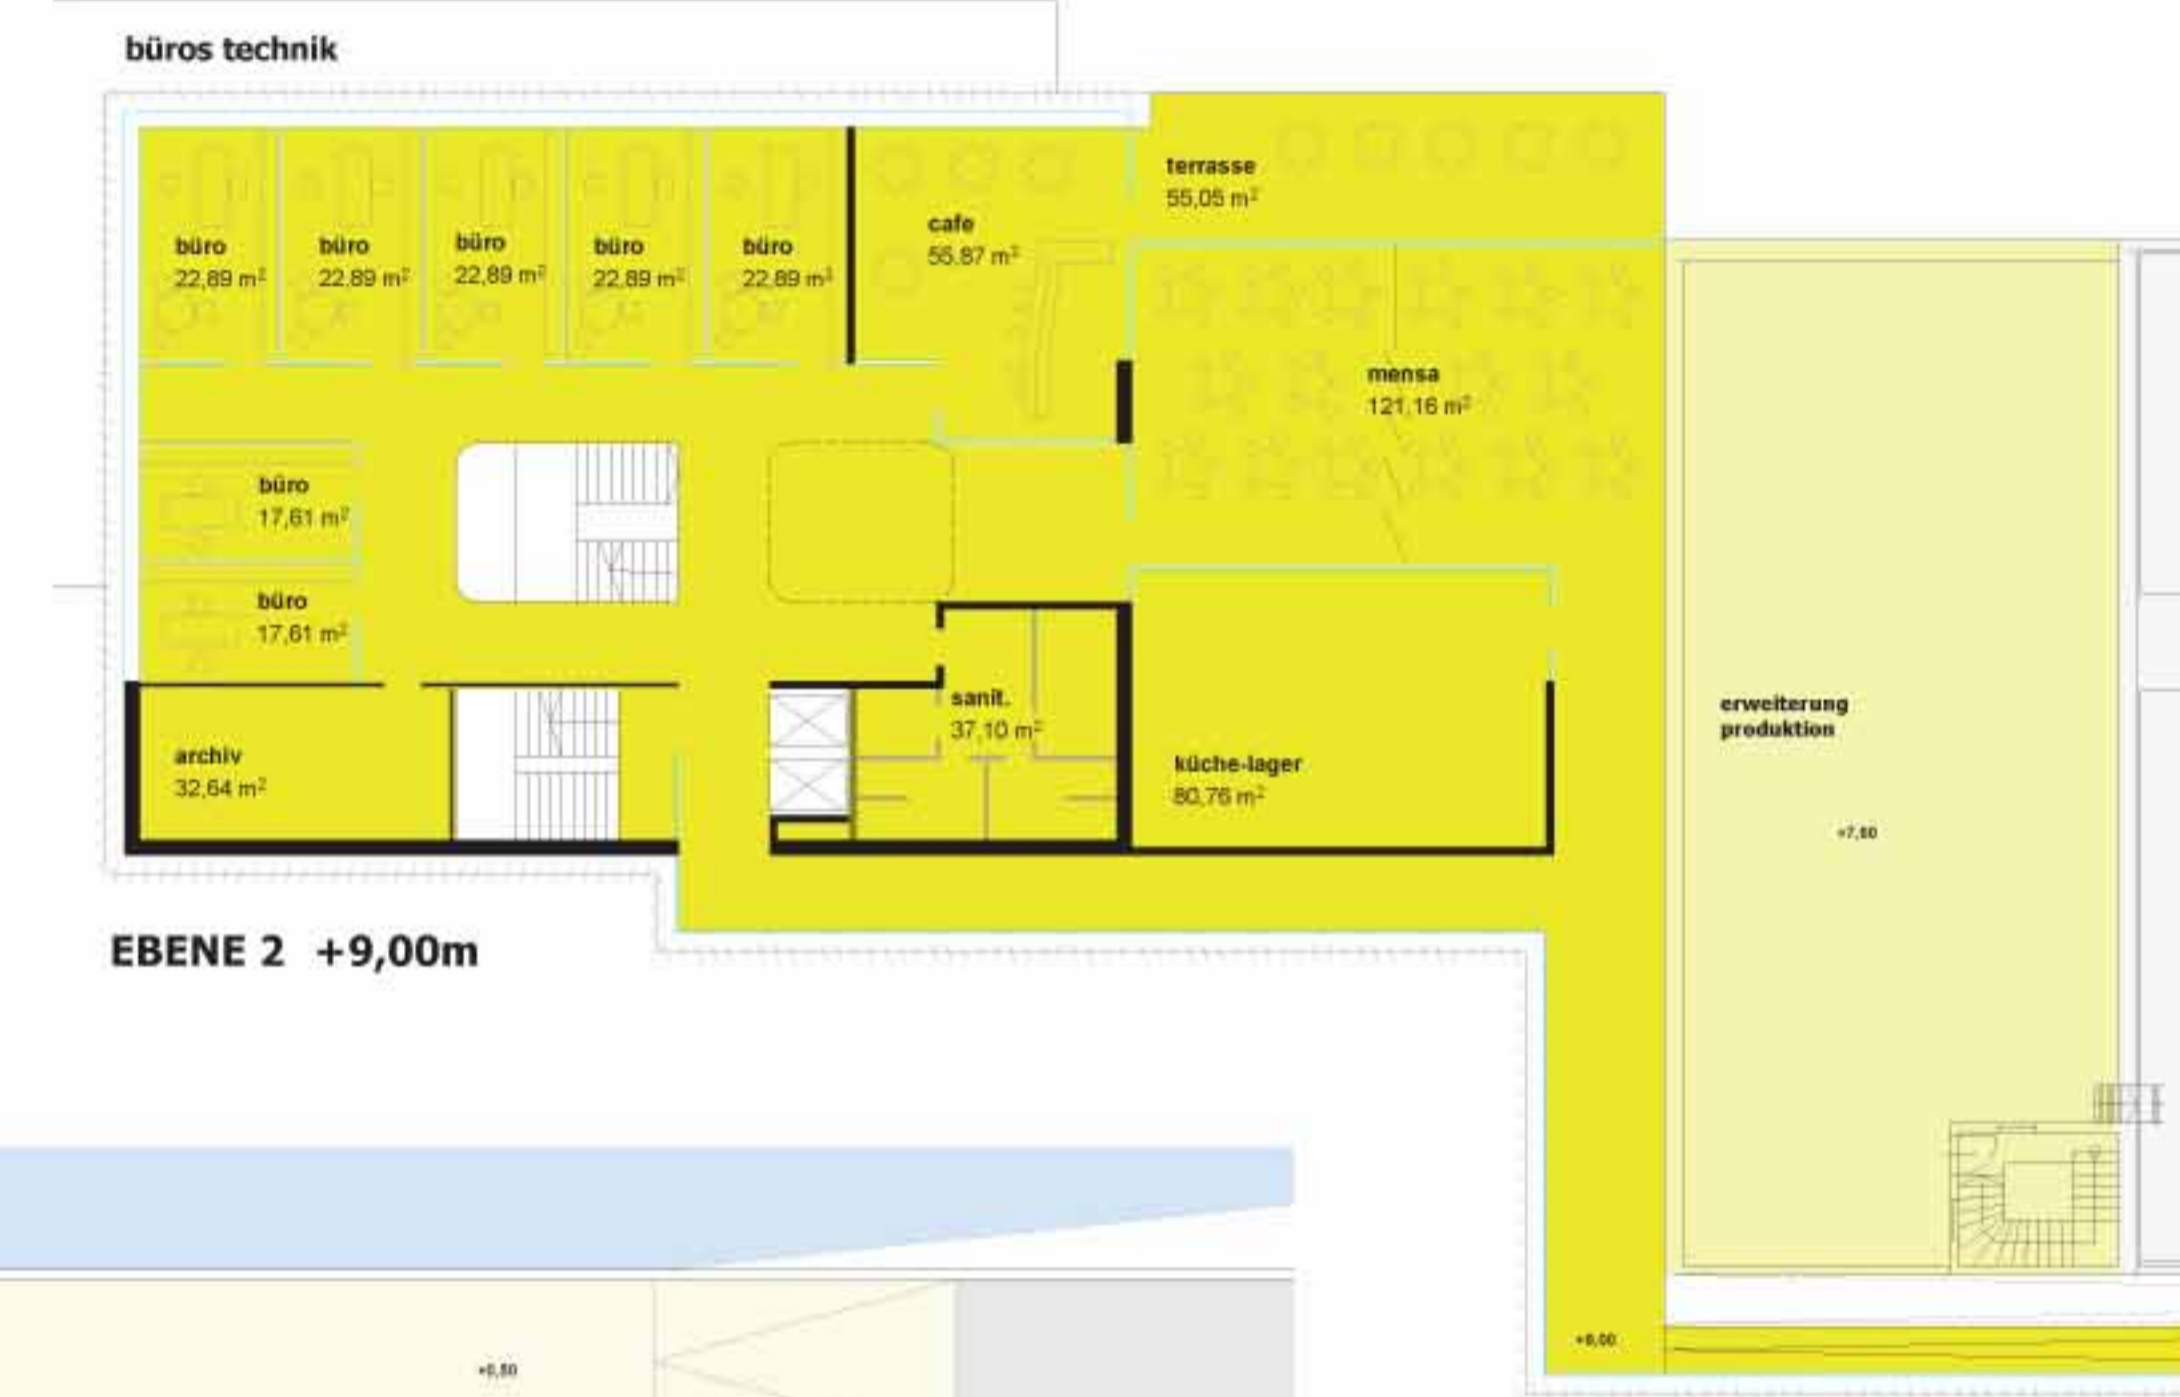 büros technik
terrasse
55,05 m²
cafe
55,87 m²
büro
22,89 m²
büro
22,89 m²
büro
22,89 m²
büro
22,89 m²
büro
22,89 m²
mensa
121,16 m²
büro
17,61 m²
büro
17,61 m²
sanit.
37,10 m²
archiv
32,64 m²
küche-lager
80,76 m²
erweiterung
produktion
EBENE 2 +9,00m
+0,50